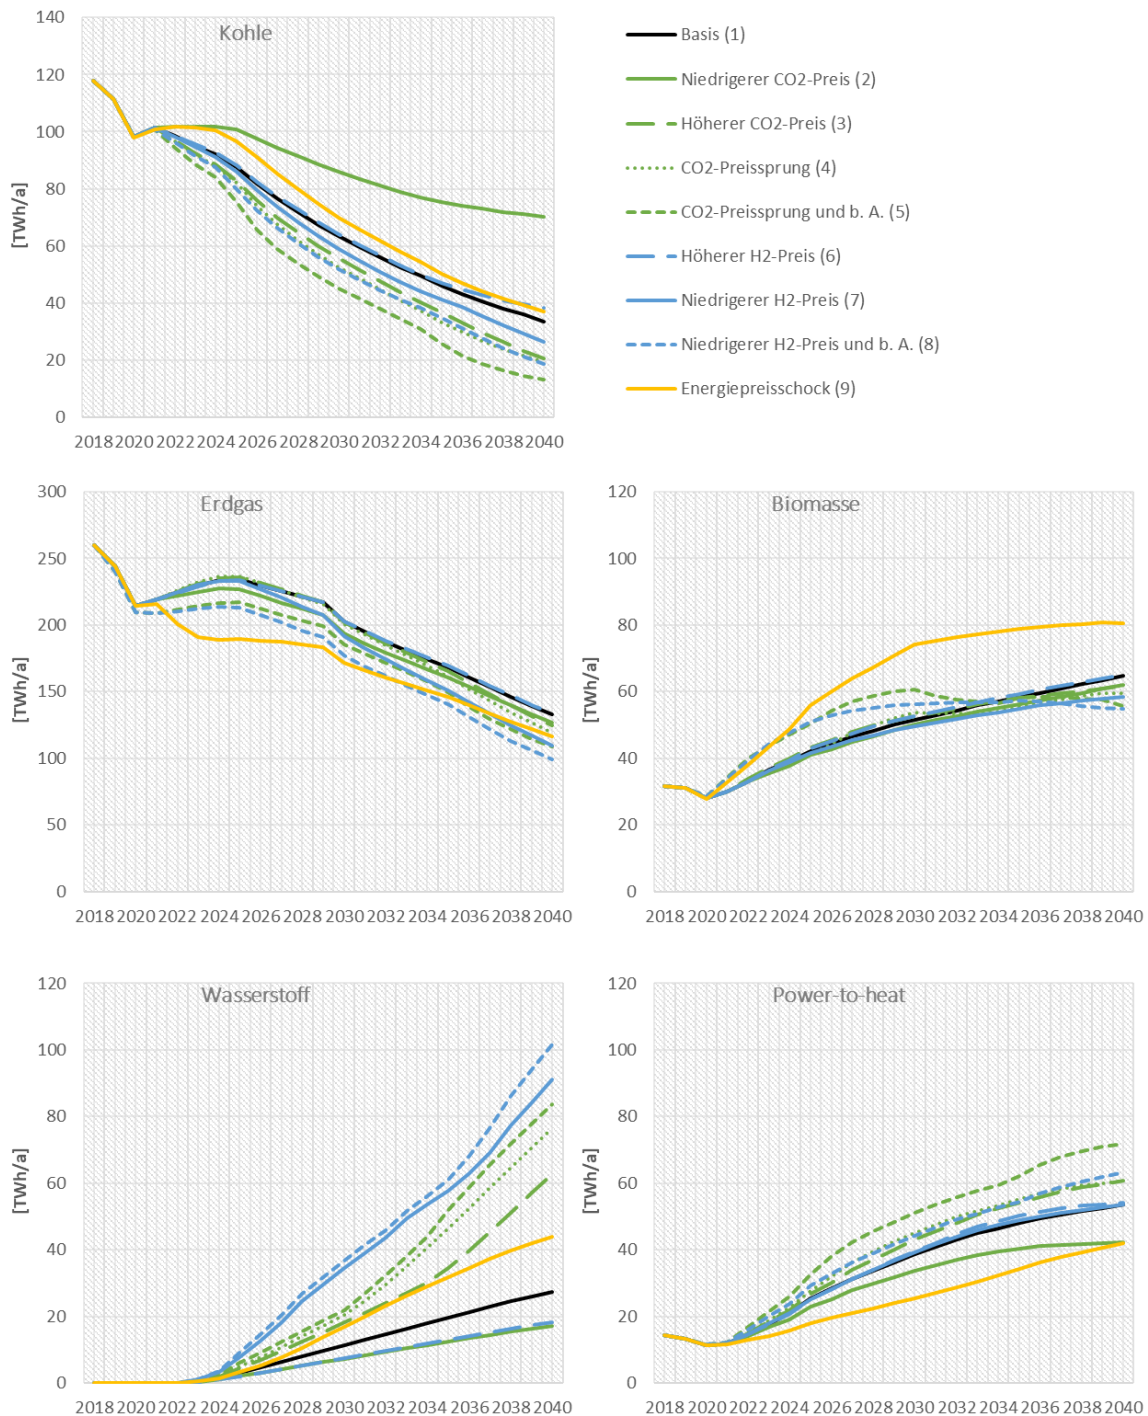 Kohle
[TWh/a]
140
120
100
80
60
40
20
0
2018 2020 2022 2024 2026 2028 2030 2032 2034 2036 2038 2040
Basis (1)
Niedrigerer CO2-Preis (2)
Höherer CO2-Preis (3)
CO2-Preissprung (4)
CO2-Preissprung und b. A. (5)
Höherer H2-Preis (6)
Niedrigerer H2-Preis (7)
Niedrigerer H2-Preis und b. A. (8)
Energiepreisschock (9)
Erdgas
[TWh/a]
300
250
200
150
100
50
0
2018 2020 2022 2024 2026 2028 2030 2032 2034 2036 2038 2040
Biomasse
[TWh/a]
120
100
80
60
40
20
0
2018 2020 2022 2024 2026 2028 2030 2032 2034 2036 2038 2040
Wasserstoff
[TWh/a]
120
100
80
60
40
20
0
2018 2020 2022 2024 2026 2028 2030 2032 2034 2036 2038 2040
Power-to-heat
[TWh/a]
120
100
80
60
40
20
0
2018 2020 2022 2024 2026 2028 2030 2032 2034 2036 2038 2040